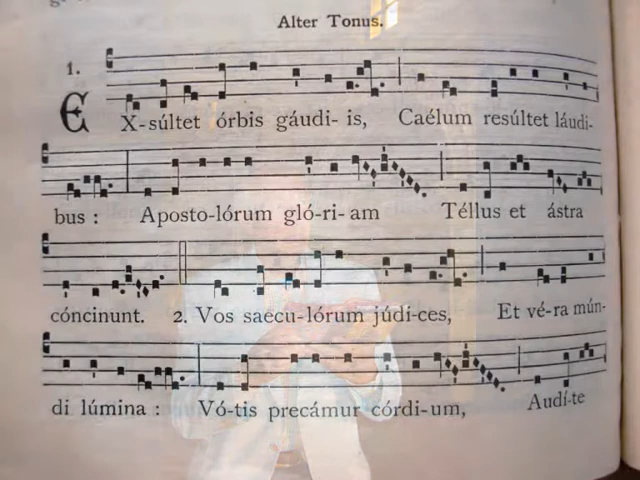 Alter Tonus.
1.
EX-súltet órbis gáudi- is, Caélum resúltet láudi-
bus : Aposto-lórum gló-ri- am Téllus et ástra
cóncinunt. 2. Vos saecu-lórum júdi-ces, Et vé-ra mún-
di lúmina : Vó-tis precámur córdi-um, Audí-te